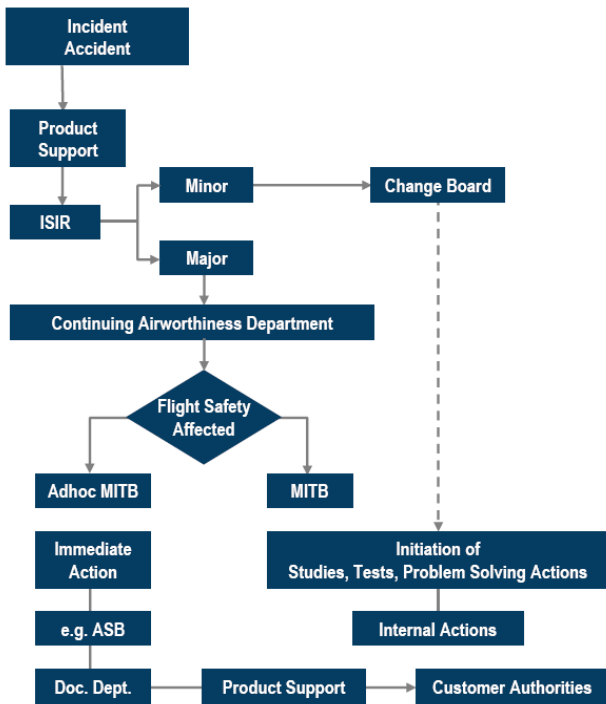 Incident
Accident
Product
Support
ISIR
Minor
Change Board
Major
Continuing Airworthiness Department
Flight Safety
Affected
Adhoc MITB
MITB
Immediate
Action
Initiation of
Studies, Tests, Problem Solving Actions
e.g. ASB
Internal Actions
Doc. Dept.
Product Support
Customer Authorities